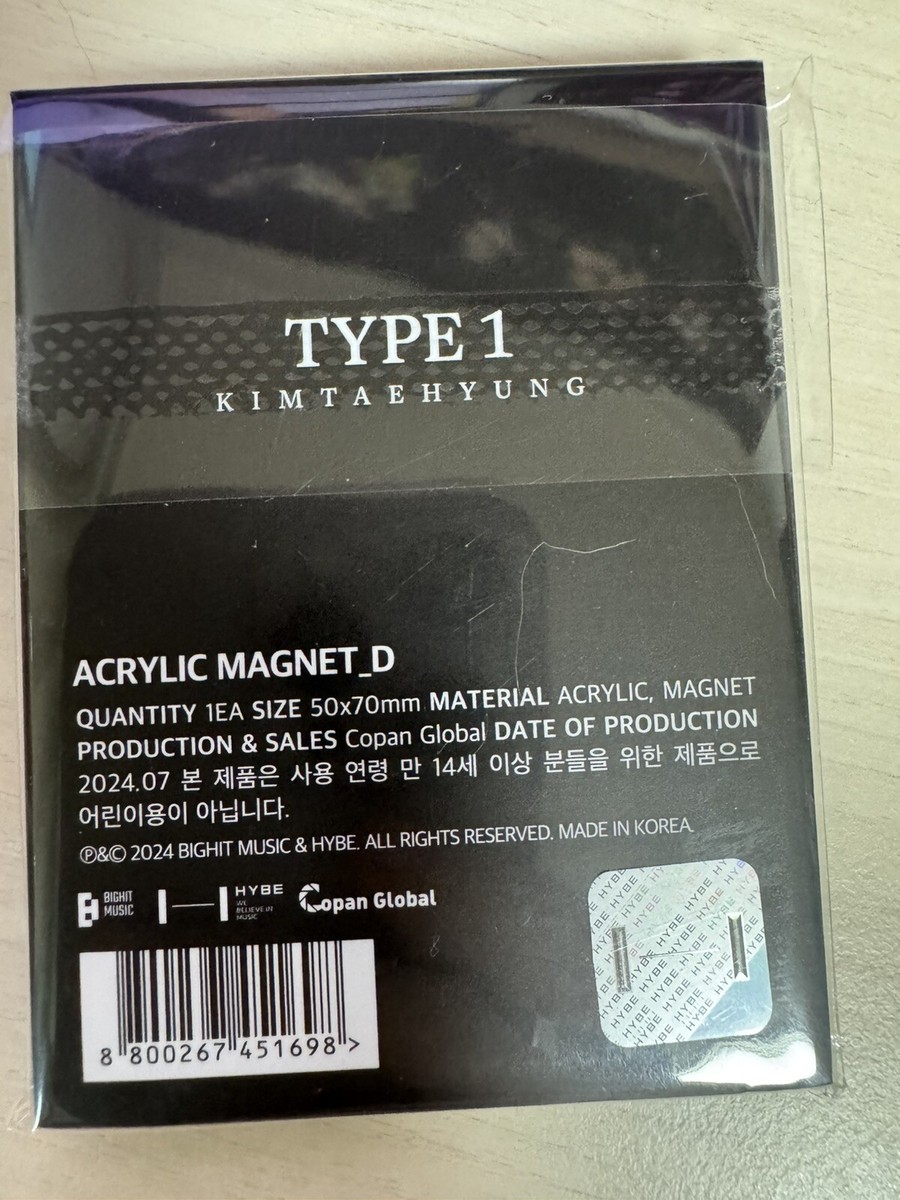 TYPE 1
KIMTAEHYUNG
ACRYLIC MAGNET_D
QUANTITY 1EA SIZE 50x70mm MATERIAL ACRYLIC, MAGNET
PRODUCTION & SALES Copan Global DATE OF PRODUCTION
2024.07 본 제품은 사용 연령 만 14세 이상 분들을 위한 제품으로
어린이용이 아닙니다.
℗&© 2024 BIGHIT MUSIC & HYBE. ALL RIGHTS RESERVED. MADE IN KOREA.
BIGHIT
MUSIC
HYBE
WE
BELIEVE IN
MUSIC
Copan Global
HYBE HYBE HYBE HYBE
8 800267 451698 >